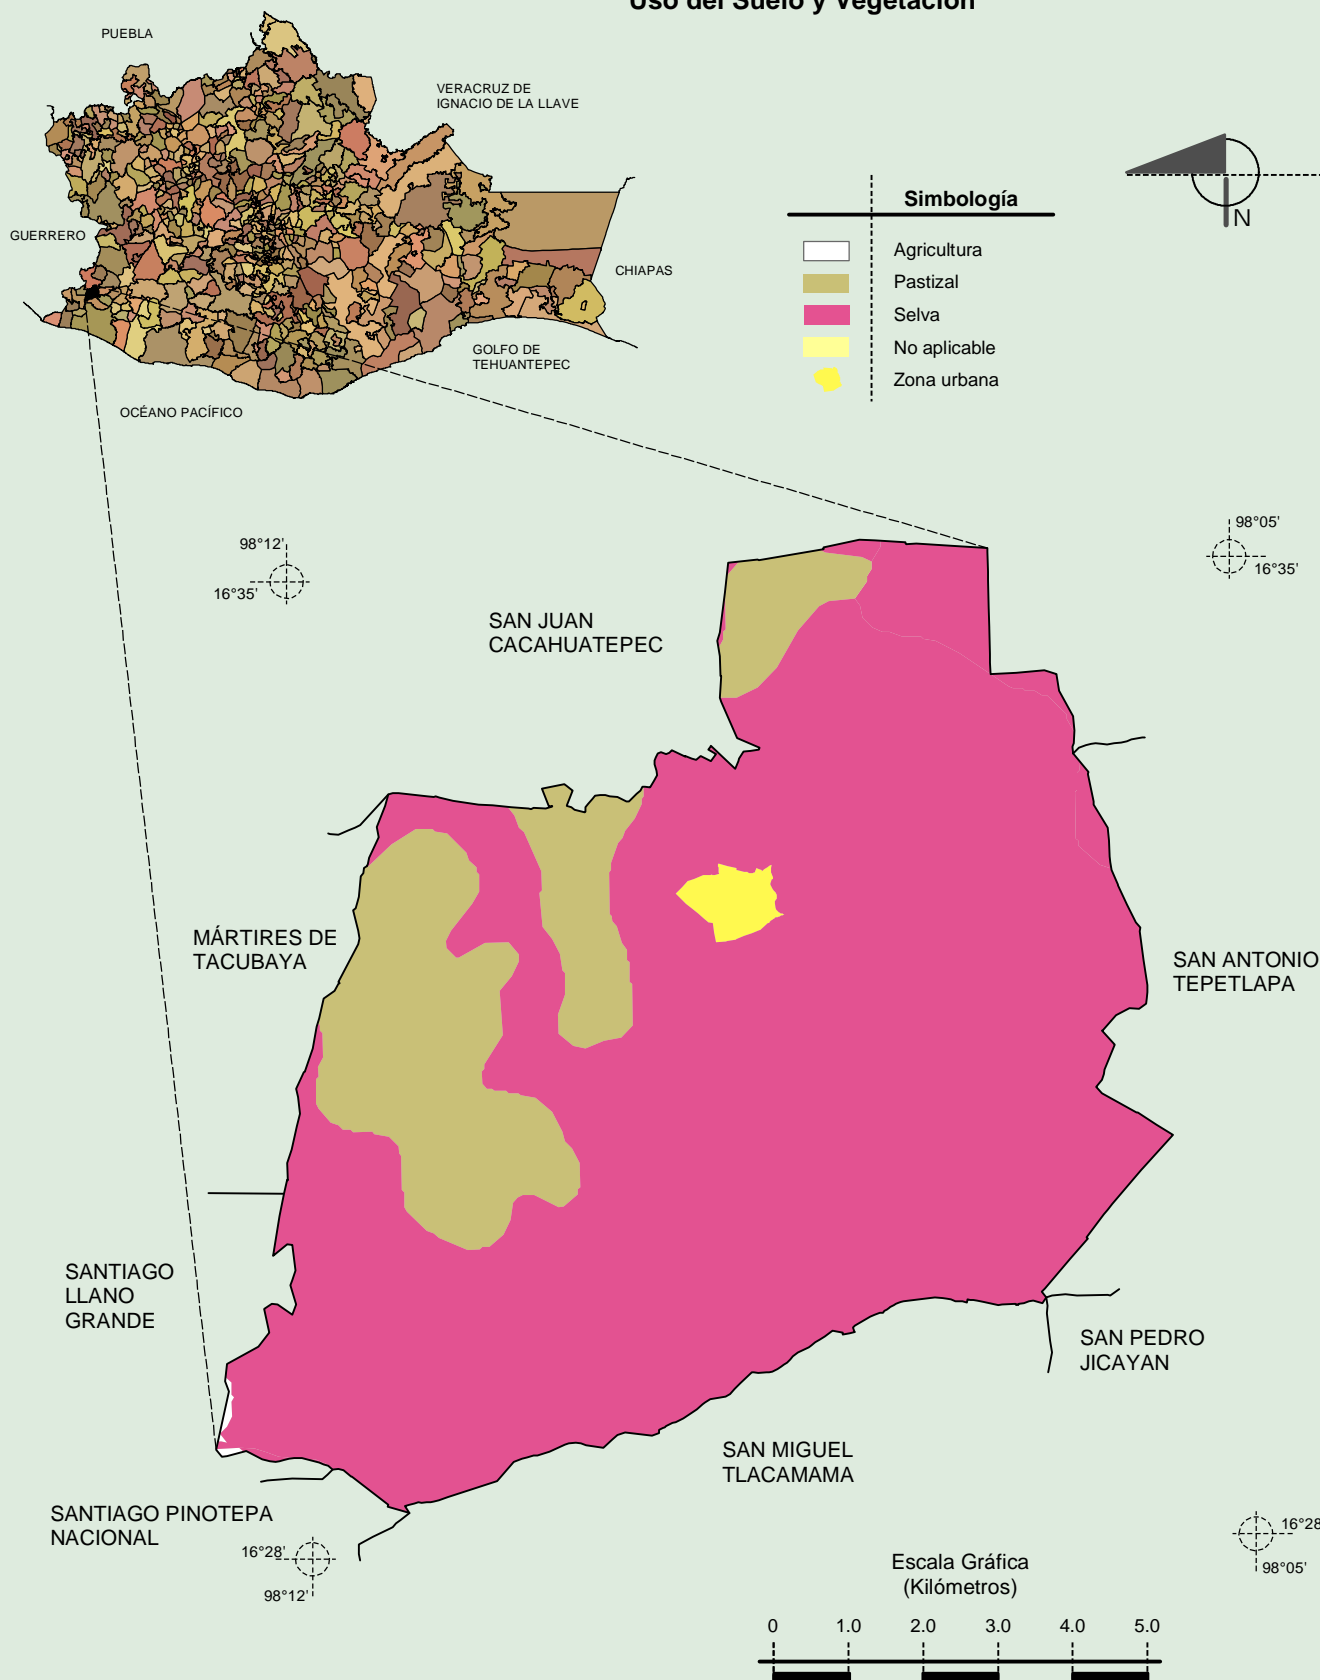 Uso del Suelo y Vegetación
PUEBLA
VERACRUZ DE
IGNACIO DE LA LLAVE
GUERRERO
CHIAPAS
GOLFO DE
TEHUANTEPEC
OCÉANO PACÍFICO
N
Simbología
Agricultura
Pastizal
Selva
No aplicable
Zona urbana
98°12'
16°35'
98°05'
16°35'
SAN JUAN
CACAHUATEPEC
MÁRTIRES DE
TACUBAYA
SAN ANTONIO
TEPETLAPA
SANTIAGO
LLANO
GRANDE
SAN PEDRO
JICAYAN
SAN MIGUEL
TLACAMAMA
SANTIAGO PINOTEPA
NACIONAL
16°28'
98°12'
16°28
98°05'
Escala Gráfica
(Kilómetros)
0 1.0 2.0 3.0 4.0 5.0